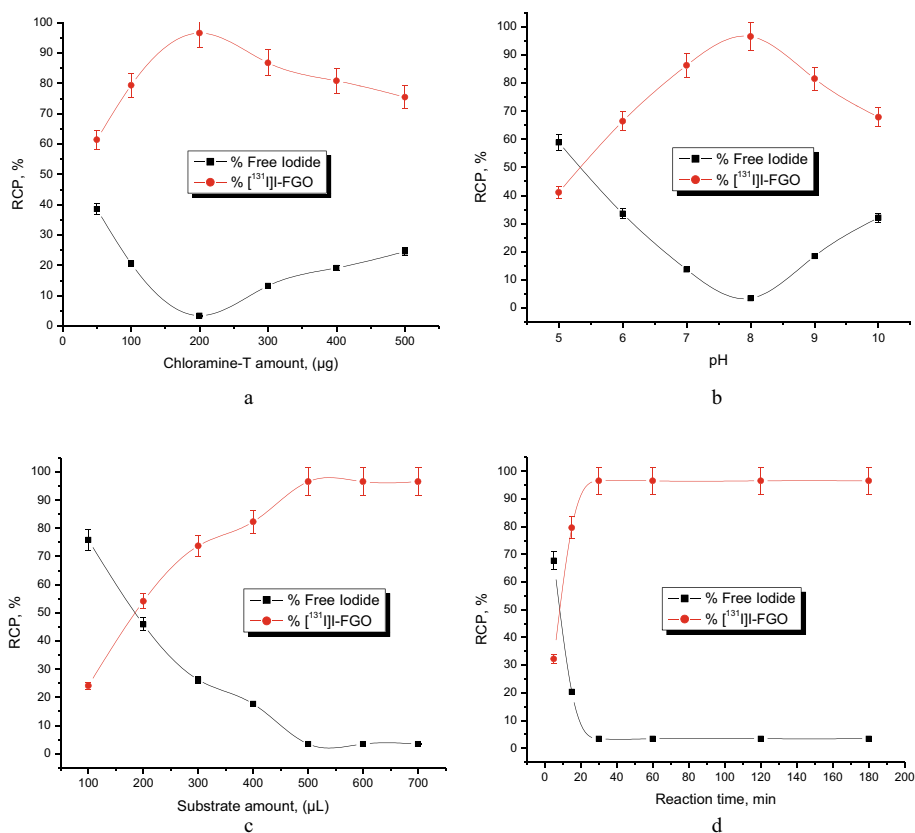 100
90
80
70
60
50
40
30
20
10
0
RCP, %
% Free Iodide
% [¹³¹I]I-FGO
0 100 200 300 400 500
Chloramine-T amount, (µg)
a
100
90
80
70
60
50
40
30
20
10
0
RCP, %
% Free Iodide
% [¹³¹I]I-FGO
5 6 7 8 9 10
pH
b
100
90
80
70
60
50
40
30
20
10
0
RCP, %
% Free Iodide
% [¹³¹I]I-FGO
100 200 300 400 500 600 700
Substrate amount, (µL)
c
100
90
80
70
60
50
40
30
20
10
0
RCP, %
% Free Iodide
% [¹³¹I]I-FGO
0 20 40 60 80 100 120 140 160 180 200
Reaction time, min
d